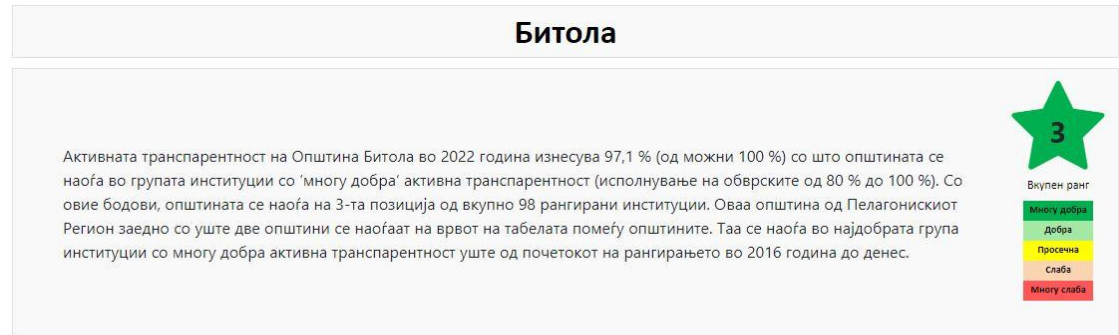 Битола
Активната транспарентност на Општина Битола во 2022 година изнесува 97,1 % (од можни 100 %) со што општината се
наоѓа во групата институции со ‘многу добра’ активна транспарентност (исполнување на обврските од 80 % до 100 %). Со
овие бодови, општината се наоѓа на 3-та позиција од вкупно 98 рангирани институции. Оваа општина од Пелагонискиот
Регион заедно со уште две општини се наоѓаат на врвот на табелата помеѓу општините. Таа се наоѓа во најдобрата група
институции со многу добра активна транспарентност уште од почетокот на рангирањето во 2016 година до денес.
3
Вкупен ранг
Многу добра
Добра
Просечна
Слаба
Многу слаба